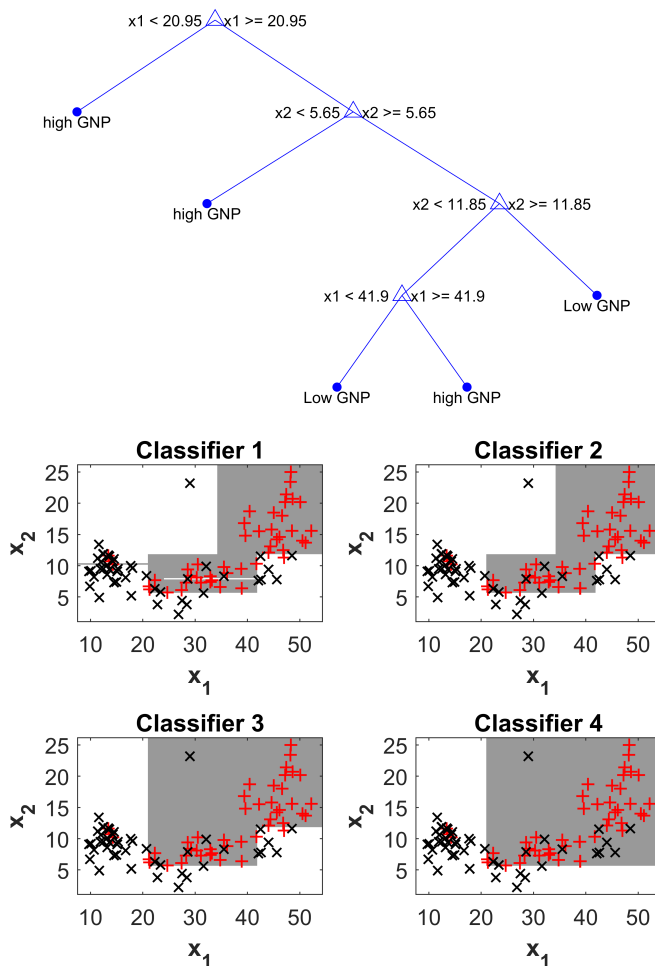 x1 < 20.95 x1 >= 20.95
high GNP
x2 < 5.65 x2 >= 5.65
high GNP
x2 < 11.85 x2 >= 11.85
x1 < 41.9 x1 >= 41.9
Low GNP
Low GNP
high GNP
Classifier 1
25
20
15
10
5
x2
10 20 30 40 50
x1
Classifier 2
25
20
15
10
5
x2
10 20 30 40 50
x1
Classifier 3
25
20
15
10
5
x2
10 20 30 40 50
x1
Classifier 4
25
20
15
10
5
x2
10 20 30 40 50
x1